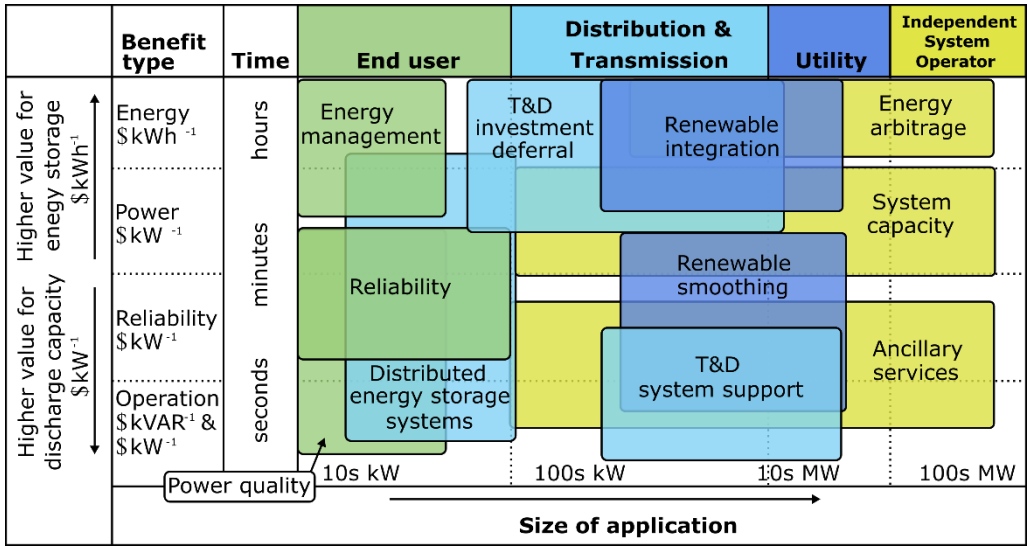 Benefit
type
Time
End user
Distribution &
Transmission
Utility
Independent
System
Operator
Higher value for
energy storage
$kWh⁻¹
Higher value for
discharge capacity
$kW⁻¹
Energy
$kWh ⁻¹
Power
$kW ⁻¹
Reliability
$kW⁻¹
Operation
$kVAR⁻¹ &
$kW⁻¹
hours
minutes
seconds
Energy
management
T&D
investment
deferral
Renewable
integration
Energy
arbitrage
System
capacity
Reliability
Renewable
smoothing
Distributed
energy storage
systems
T&D
system support
Ancillary
services
Power quality
10s kW
100s kW
10s MW
100s MW
Size of application